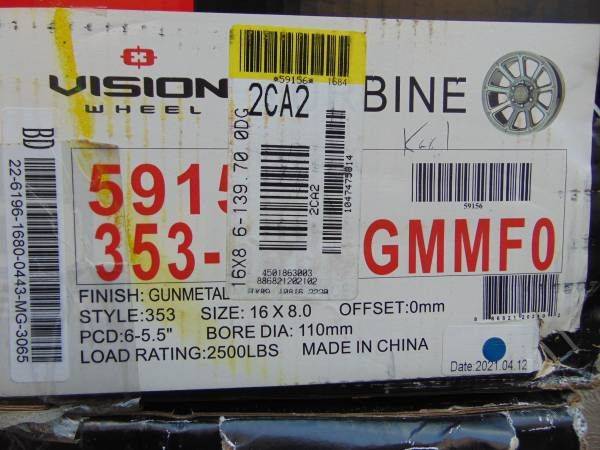 VISION
WHEEL
*59156* 1684
2CA2
BINE
16X8 6-139.70 0DG
2CA2
1047473814
4501863003
886821202102
BD
22-6196-1680-0443-MG-3065
5915
353-
GMMF0
59156
FINISH: GUNMETAL
STYLE:353 SIZE: 16 X 8.0 OFFSET:0mm
PCD:6-5.5" BORE DIA: 110mm
LOAD RATING:2500LBS MADE IN CHINA
Date:2021.04.12